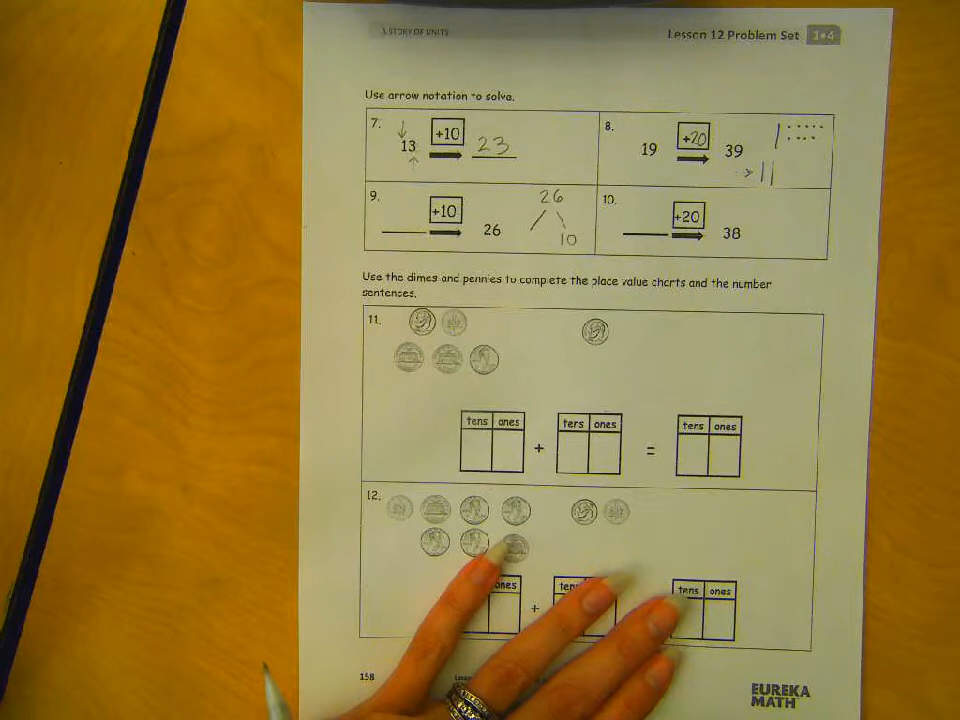 A STORY OF UNITS
Lesson 12 Problem Set 1•4
Use arrow notation to solve.
7.
+10
13
23
8.
+20
19
39
11
9.
+10
26
26
10
10.
+20
38
Use the dimes and pennies to complete the place value charts and the number
sentences.
11.
tens ones
+
tens ones
=
tens ones
12.
ones
+
tens ones
158
EUREKA
MATH